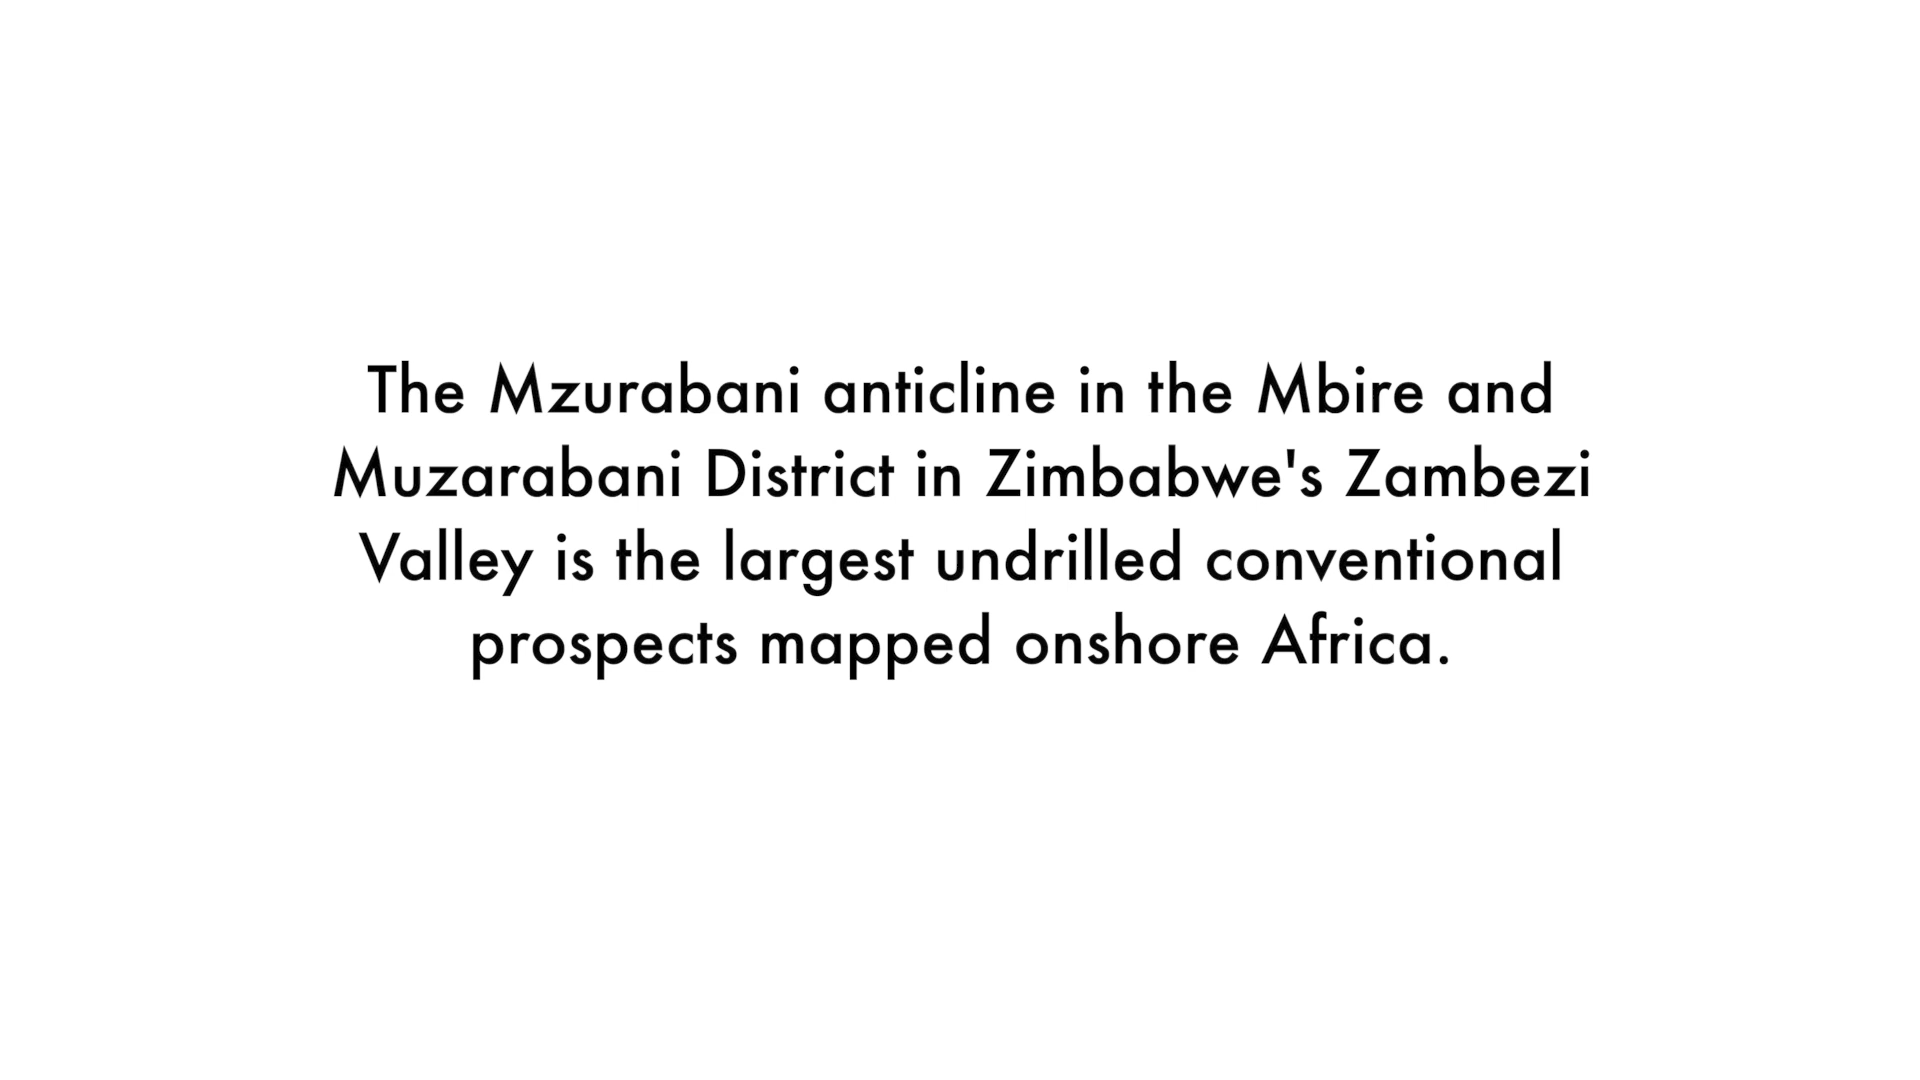 The Mzurabani anticline in the Mbire and
Muzarabani District in Zimbabwe's Zambezi
Valley is the largest undrilled conventional
prospects mapped onshore Africa.